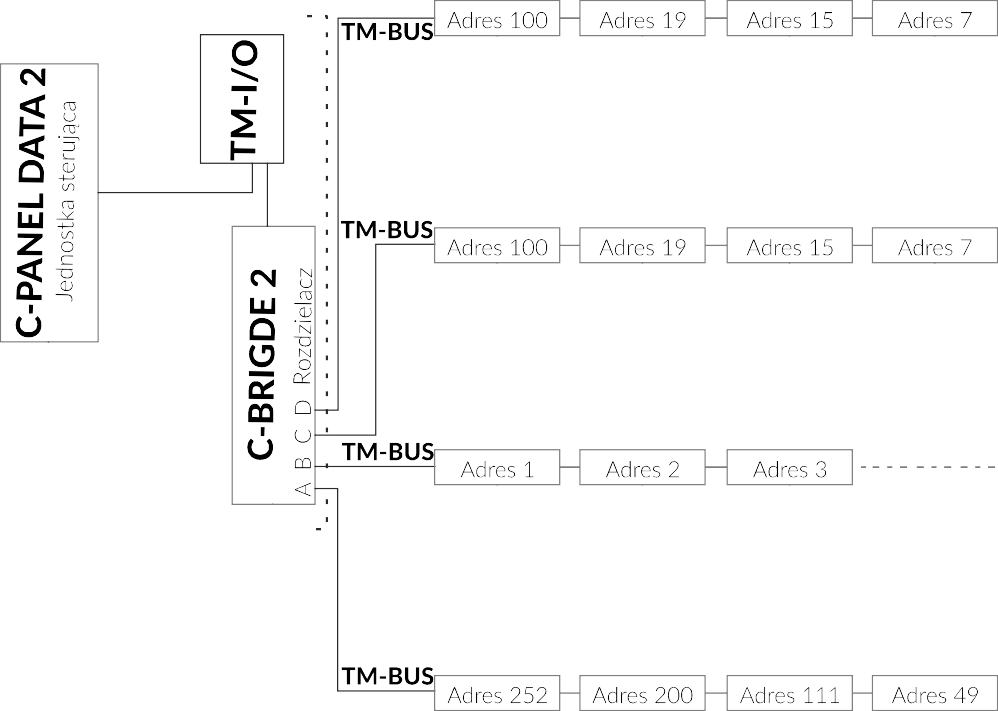 C-PANEL DATA 2
Jednostka sterująca
TM-I/O
C-BRIGDE 2
Rozdzielacz
A B C D
TM-BUS
Adres 100
Adres 19
Adres 15
Adres 7
TM-BUS
Adres 100
Adres 19
Adres 15
Adres 7
TM-BUS
Adres 1
Adres 2
Adres 3
TM-BUS
Adres 252
Adres 200
Adres 111
Adres 49